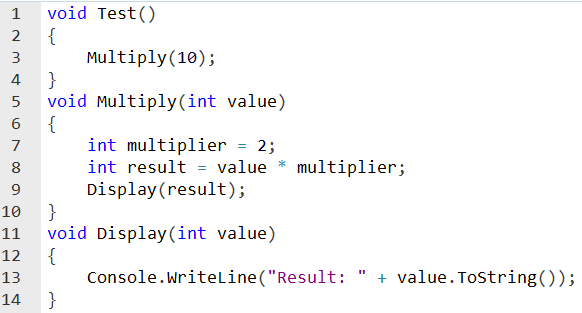 1 void Test()
2 {
3     Multiply(10);
4 }
5 void Multiply(int value)
6 {
7     int multiplier = 2;
8     int result = value * multiplier;
9     Display(result);
10 }
11 void Display(int value)
12 {
13     Console.WriteLine("Result: " + value.ToString());
14 }